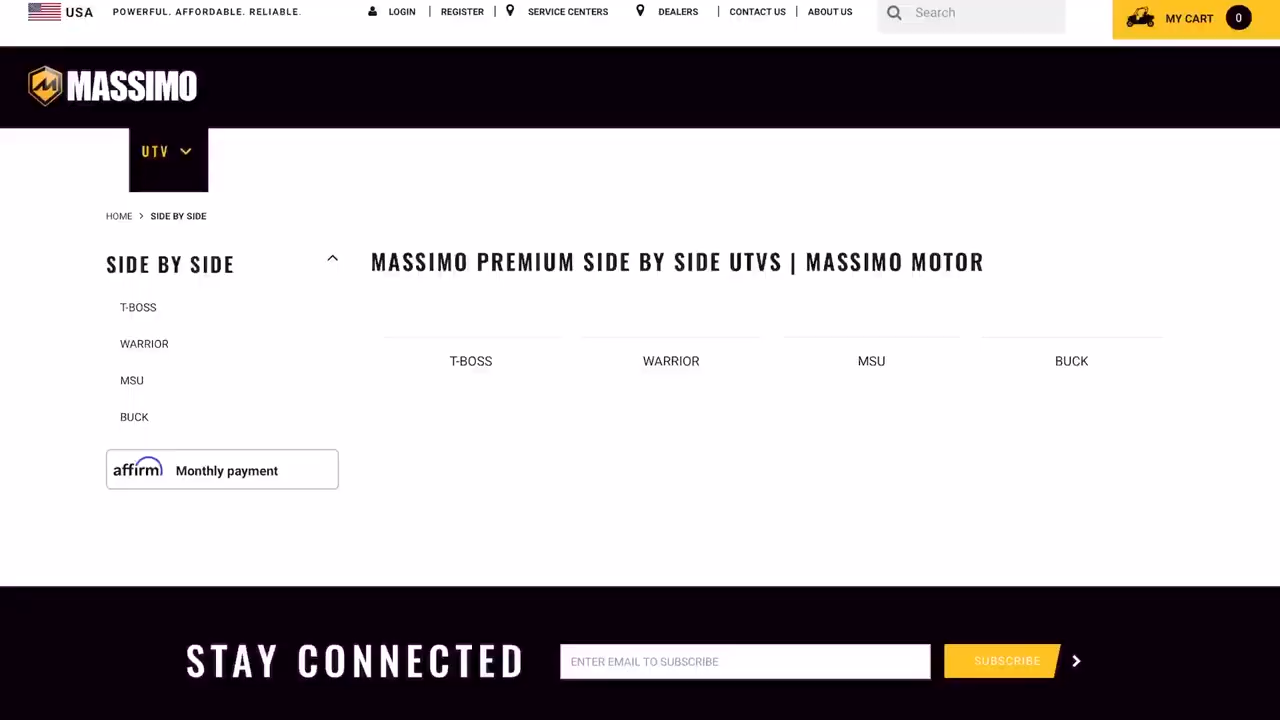 USA POWERFUL. AFFORDABLE. RELIABLE. LOGIN | REGISTER | SERVICE CENTERS DEALERS | CONTACT US | ABOUT US Search MY CART 0
MASSIMO
UTV
HOME > SIDE BY SIDE
SIDE BY SIDE
MASSIMO PREMIUM SIDE BY SIDE UTVS | MASSIMO MOTOR
T-BOSS
WARRIOR
MSU
BUCK
T-BOSS WARRIOR MSU BUCK
affirm Monthly payment
STAY CONNECTED ENTER EMAIL TO SUBSCRIBE SUBSCRIBE